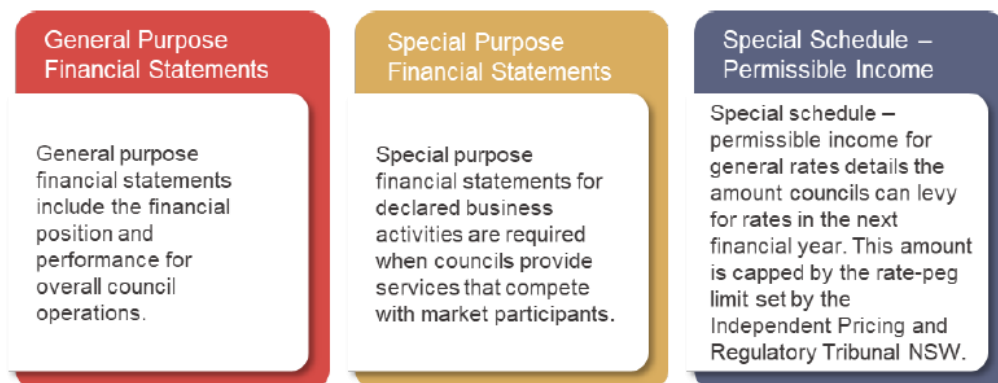 General Purpose
Financial Statements
General purpose
financial statements
include the financial
position and
performance for
overall council
operations.
Special Purpose
Financial Statements
Special purpose
financial statements for
declared business
activities are required
when councils provide
services that compete
with market participants.
Special Schedule –
Permissible Income
Special schedule –
permissible income for
general rates details the
amount councils can levy
for rates in the next
financial year. This amount
is capped by the rate-peg
limit set by the
Independent Pricing and
Regulatory Tribunal NSW.